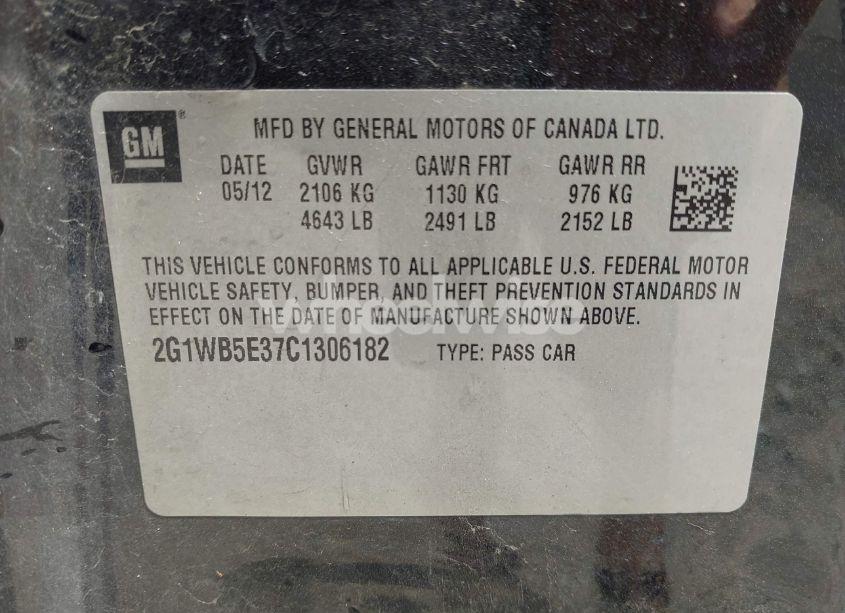 GM ® MFD BY GENERAL MOTORS OF CANADA LTD.
DATE GVWR GAWR FRT GAWR RR
05/12 2106 KG 1130 KG 976 KG
4643 LB 2491 LB 2152 LB
THIS VEHICLE CONFORMS TO ALL APPLICABLE U.S. FEDERAL MOTOR
VEHICLE SAFETY, BUMPER, AND THEFT PREVENTION STANDARDS IN
EFFECT ON THE DATE OF MANUFACTURE SHOWN ABOVE.
wheelwise
2G1WB5E37C1306182 TYPE: PASS CAR